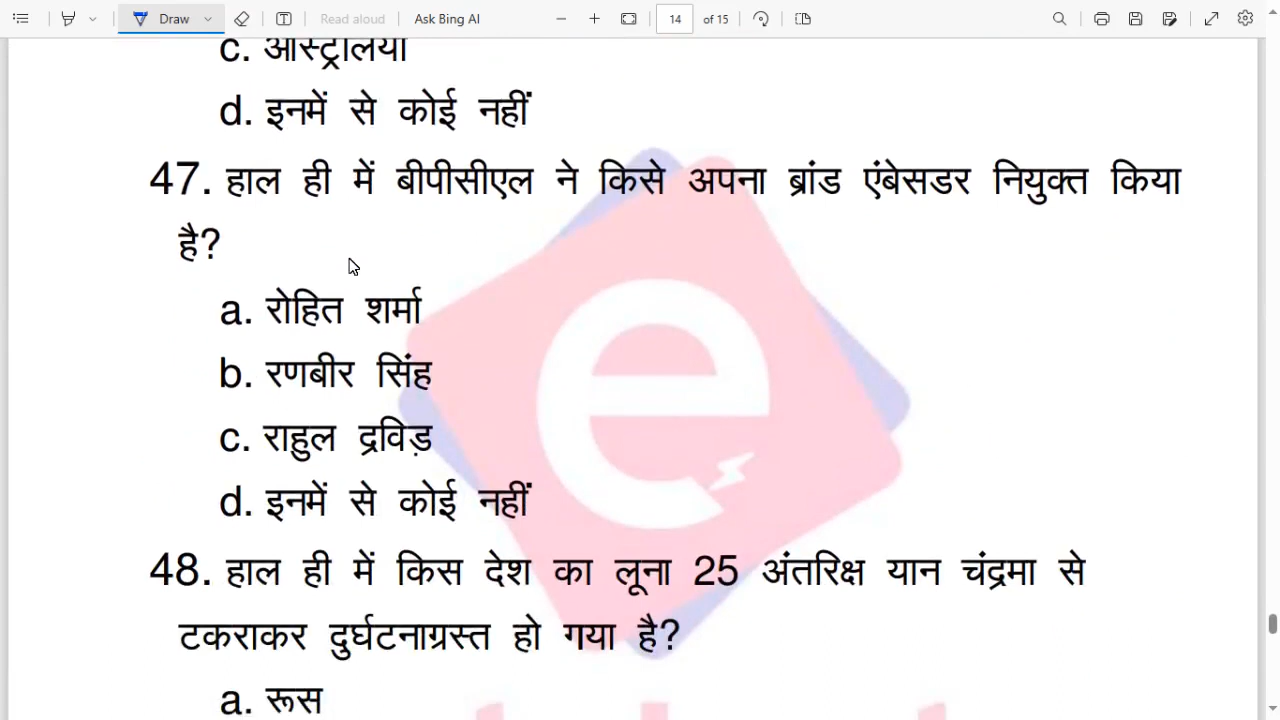 Draw
Read aloud
Ask Bing AI
14
of 15
c. ऑस्ट्रेलिया
d. इनमें से कोई नहीं
47. हाल ही में बीपीसीएल ने किसे अपना ब्रांड एंबेसडर नियुक्त किया
है?
a. रोहित शर्मा
b. रणबीर सिंह
c. राहुल द्रविड़
d. इनमें से कोई नहीं
48. हाल ही में किस देश का लूना 25 अंतरिक्ष यान चंद्रमा से
टकराकर दुर्घटनाग्रस्त हो गया है?
a. रूस